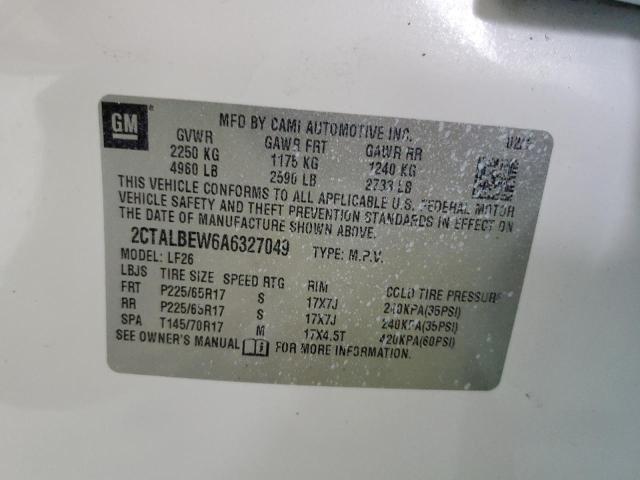 GM
MFD BY CAMI AUTOMOTIVE INC.
GVWR GAWR FRT GAWR RR
2250 KG 1175 KG 1240 KG
4960 LB 2590 LB 2733 LB
THIS VEHICLE CONFORMS TO ALL APPLICABLE U.S. FEDERAL MOTOR
VEHICLE SAFETY AND THEFT PREVENTION STANDARDS IN EFFECT ON
THE DATE OF MANUFACTURE SHOWN ABOVE.
2CTALBEW6A6327049 TYPE: M.P.V.
MODEL: LF26
LBJS TIRE SIZE SPEED RTG RIM COLD TIRE PRESSURE
FRT P225/65R17 S 17X7J 240KPA(35PSI)
RR P225/65R17 S 17X7J 240KPA(35PSI)
SPA T145/70R17 M 17X4.5T 420KPA(60PSI)
SEE OWNER'S MANUAL FOR MORE INFORMATION.